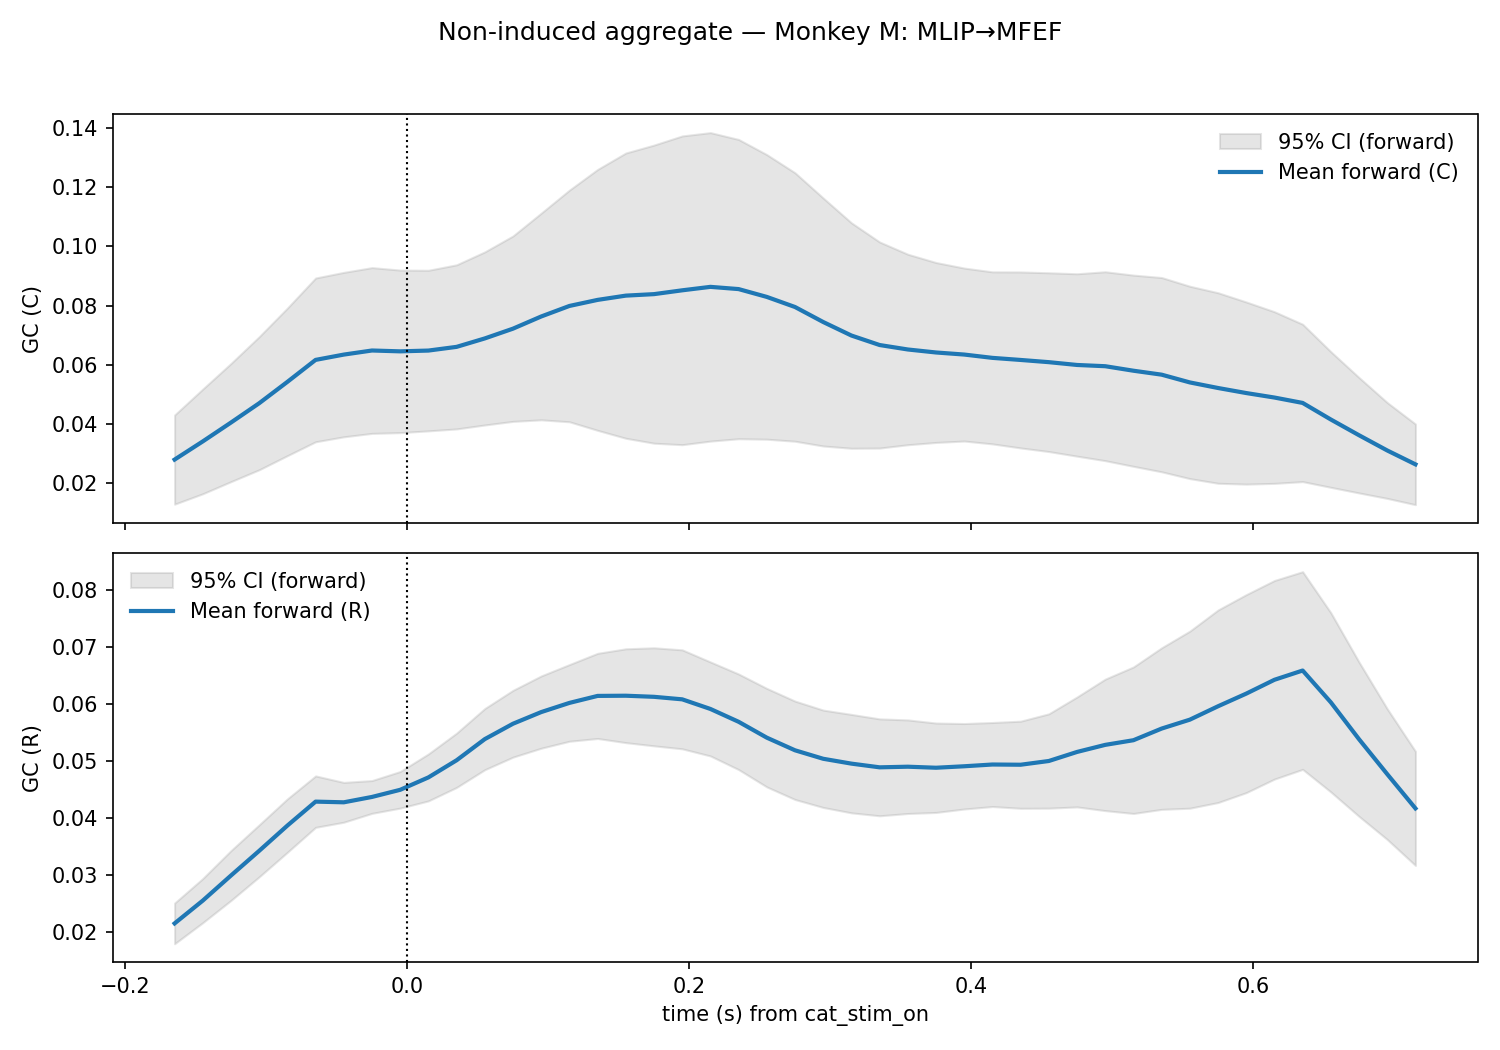 Non-induced aggregate — Monkey M: MLIP→MFEF
GC (C)
0.14
0.12
0.10
0.08
0.06
0.04
0.02
95% CI (forward)
Mean forward (C)
GC (R)
0.08
0.07
0.06
0.05
0.04
0.03
0.02
95% CI (forward)
Mean forward (R)
−0.2 0.0 0.2 0.4 0.6
time (s) from cat_stim_on